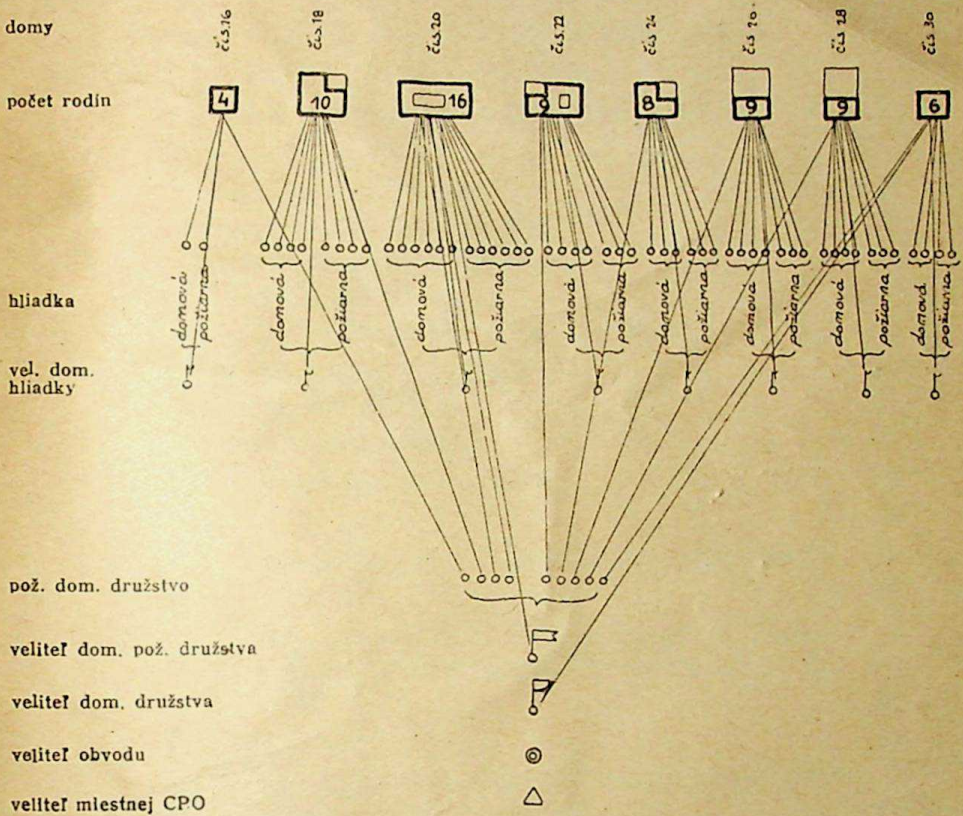 domy čís.16 čís.18 čís.20 čís.22 čís 24 čís 26 čís 28 čís 30
počet rodín 4 10 16 9 8 9 9 6
domová požiarna domová požiarna domová požiarna domová požiarna domová požiarna domová požiarna domová požiarna domová požiarna
hliadka
vel. dom.
hliadky
pož. dom. družstvo
veliteľ dom. pož. družstva
veliteľ dom. družstva
veliteľ obvodu
veliteľ miestnej CPO